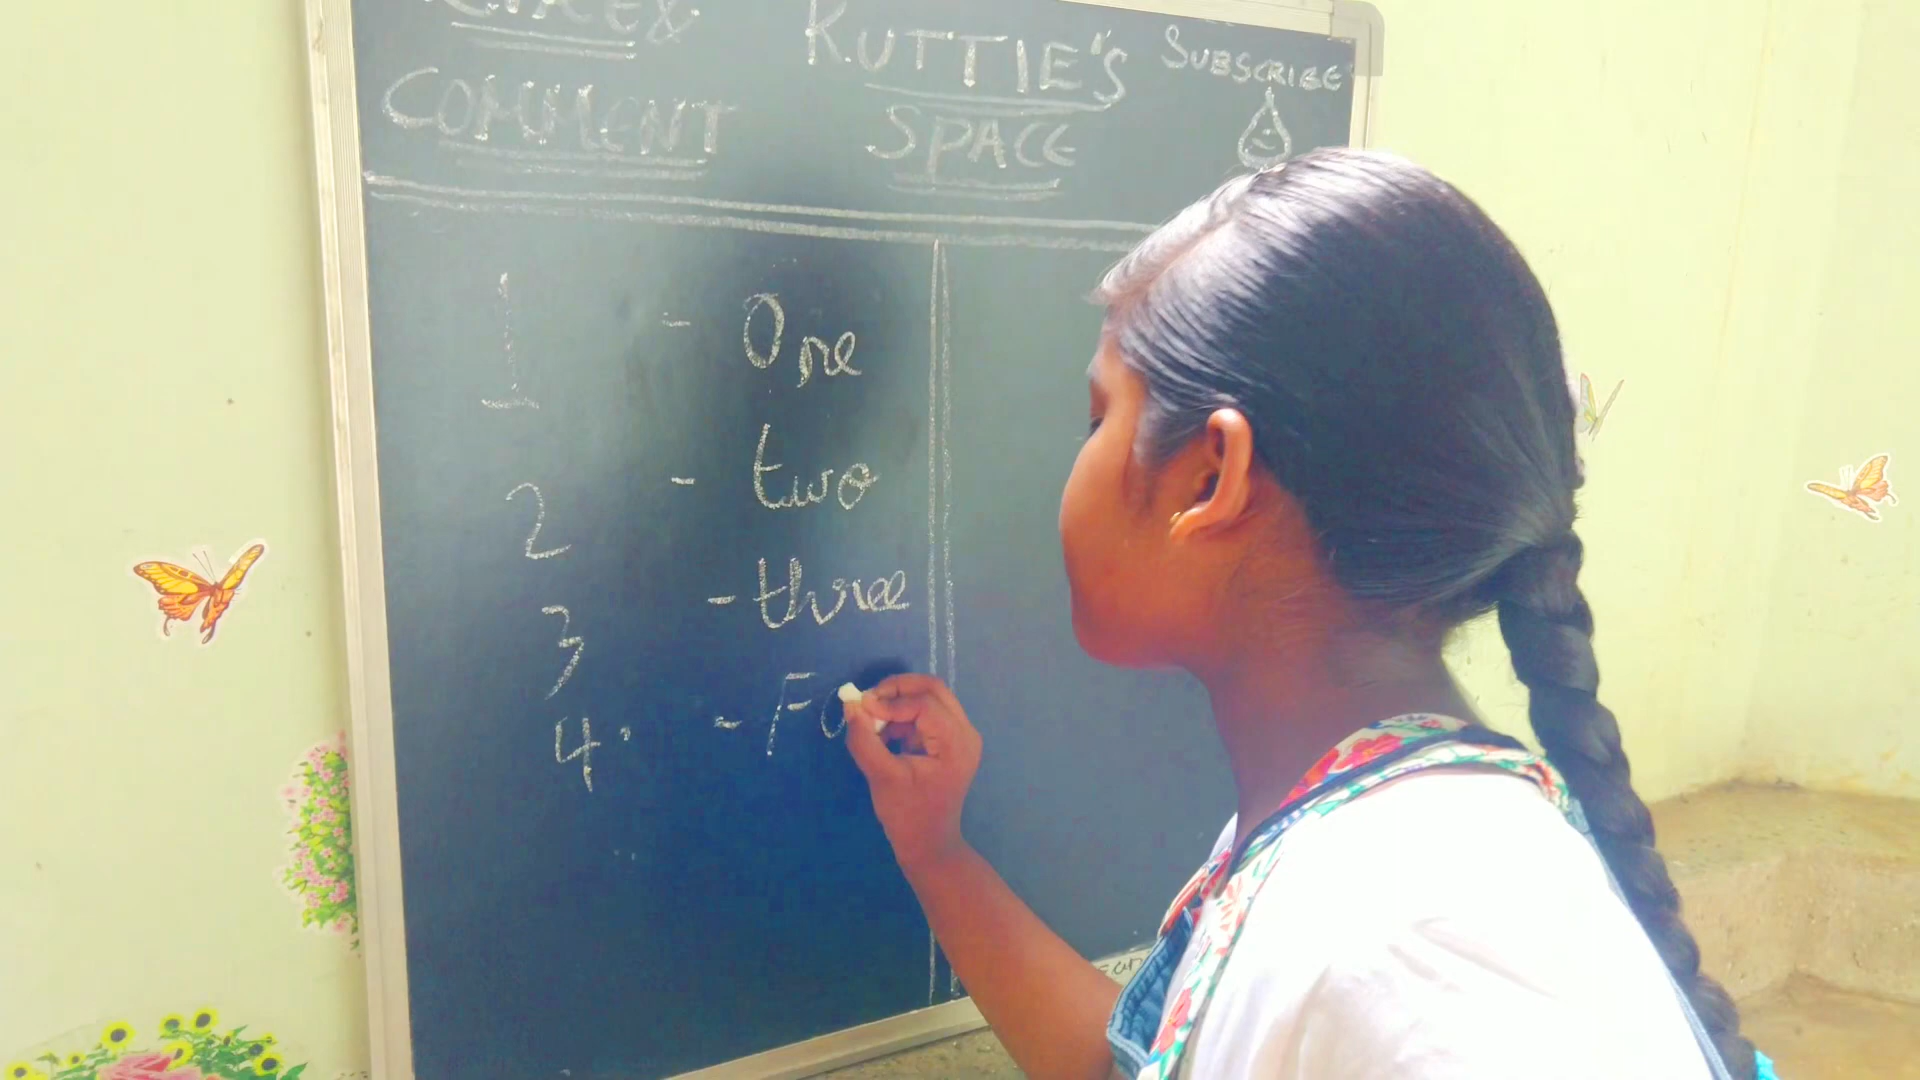 KUTTIE'S
SUBSCRIBE
COMMENT
SPACE
1 - One
2 - two
3 - three
4. - Fo